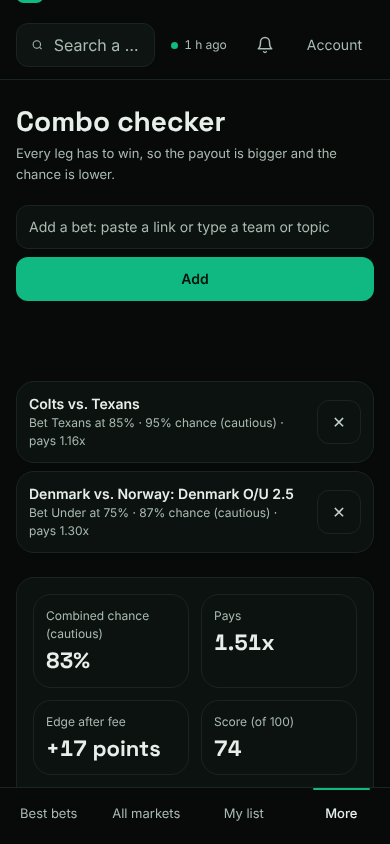 Search a ...
1 h ago
Account
Combo checker
Every leg has to win, so the payout is bigger and the
chance is lower.
Add a bet: paste a link or type a team or topic
Add
Colts vs. Texans
Bet Texans at 85% · 95% chance (cautious) ·
pays 1.16x
Denmark vs. Norway: Denmark O/U 2.5
Bet Under at 75% · 87% chance (cautious) ·
pays 1.30x
Combined chance
(cautious)
83%
Pays
1.51x
Edge after fee
+17 points
Score (of 100)
74
Best bets
All markets
My list
More